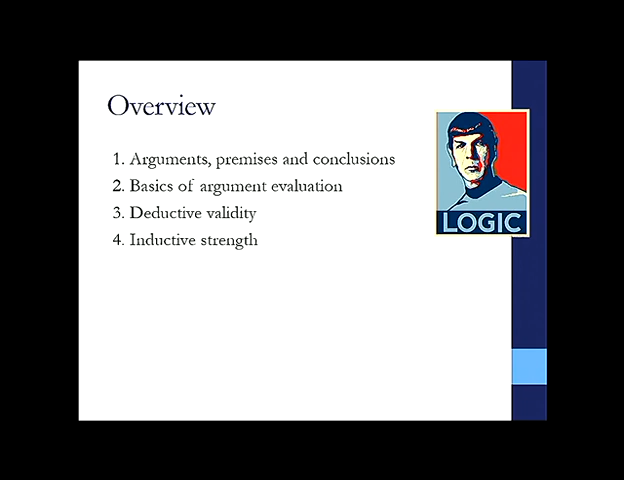 Overview
1. Arguments, premises and conclusions
2. Basics of argument evaluation
3. Deductive validity
4. Inductive strength
LOGIC